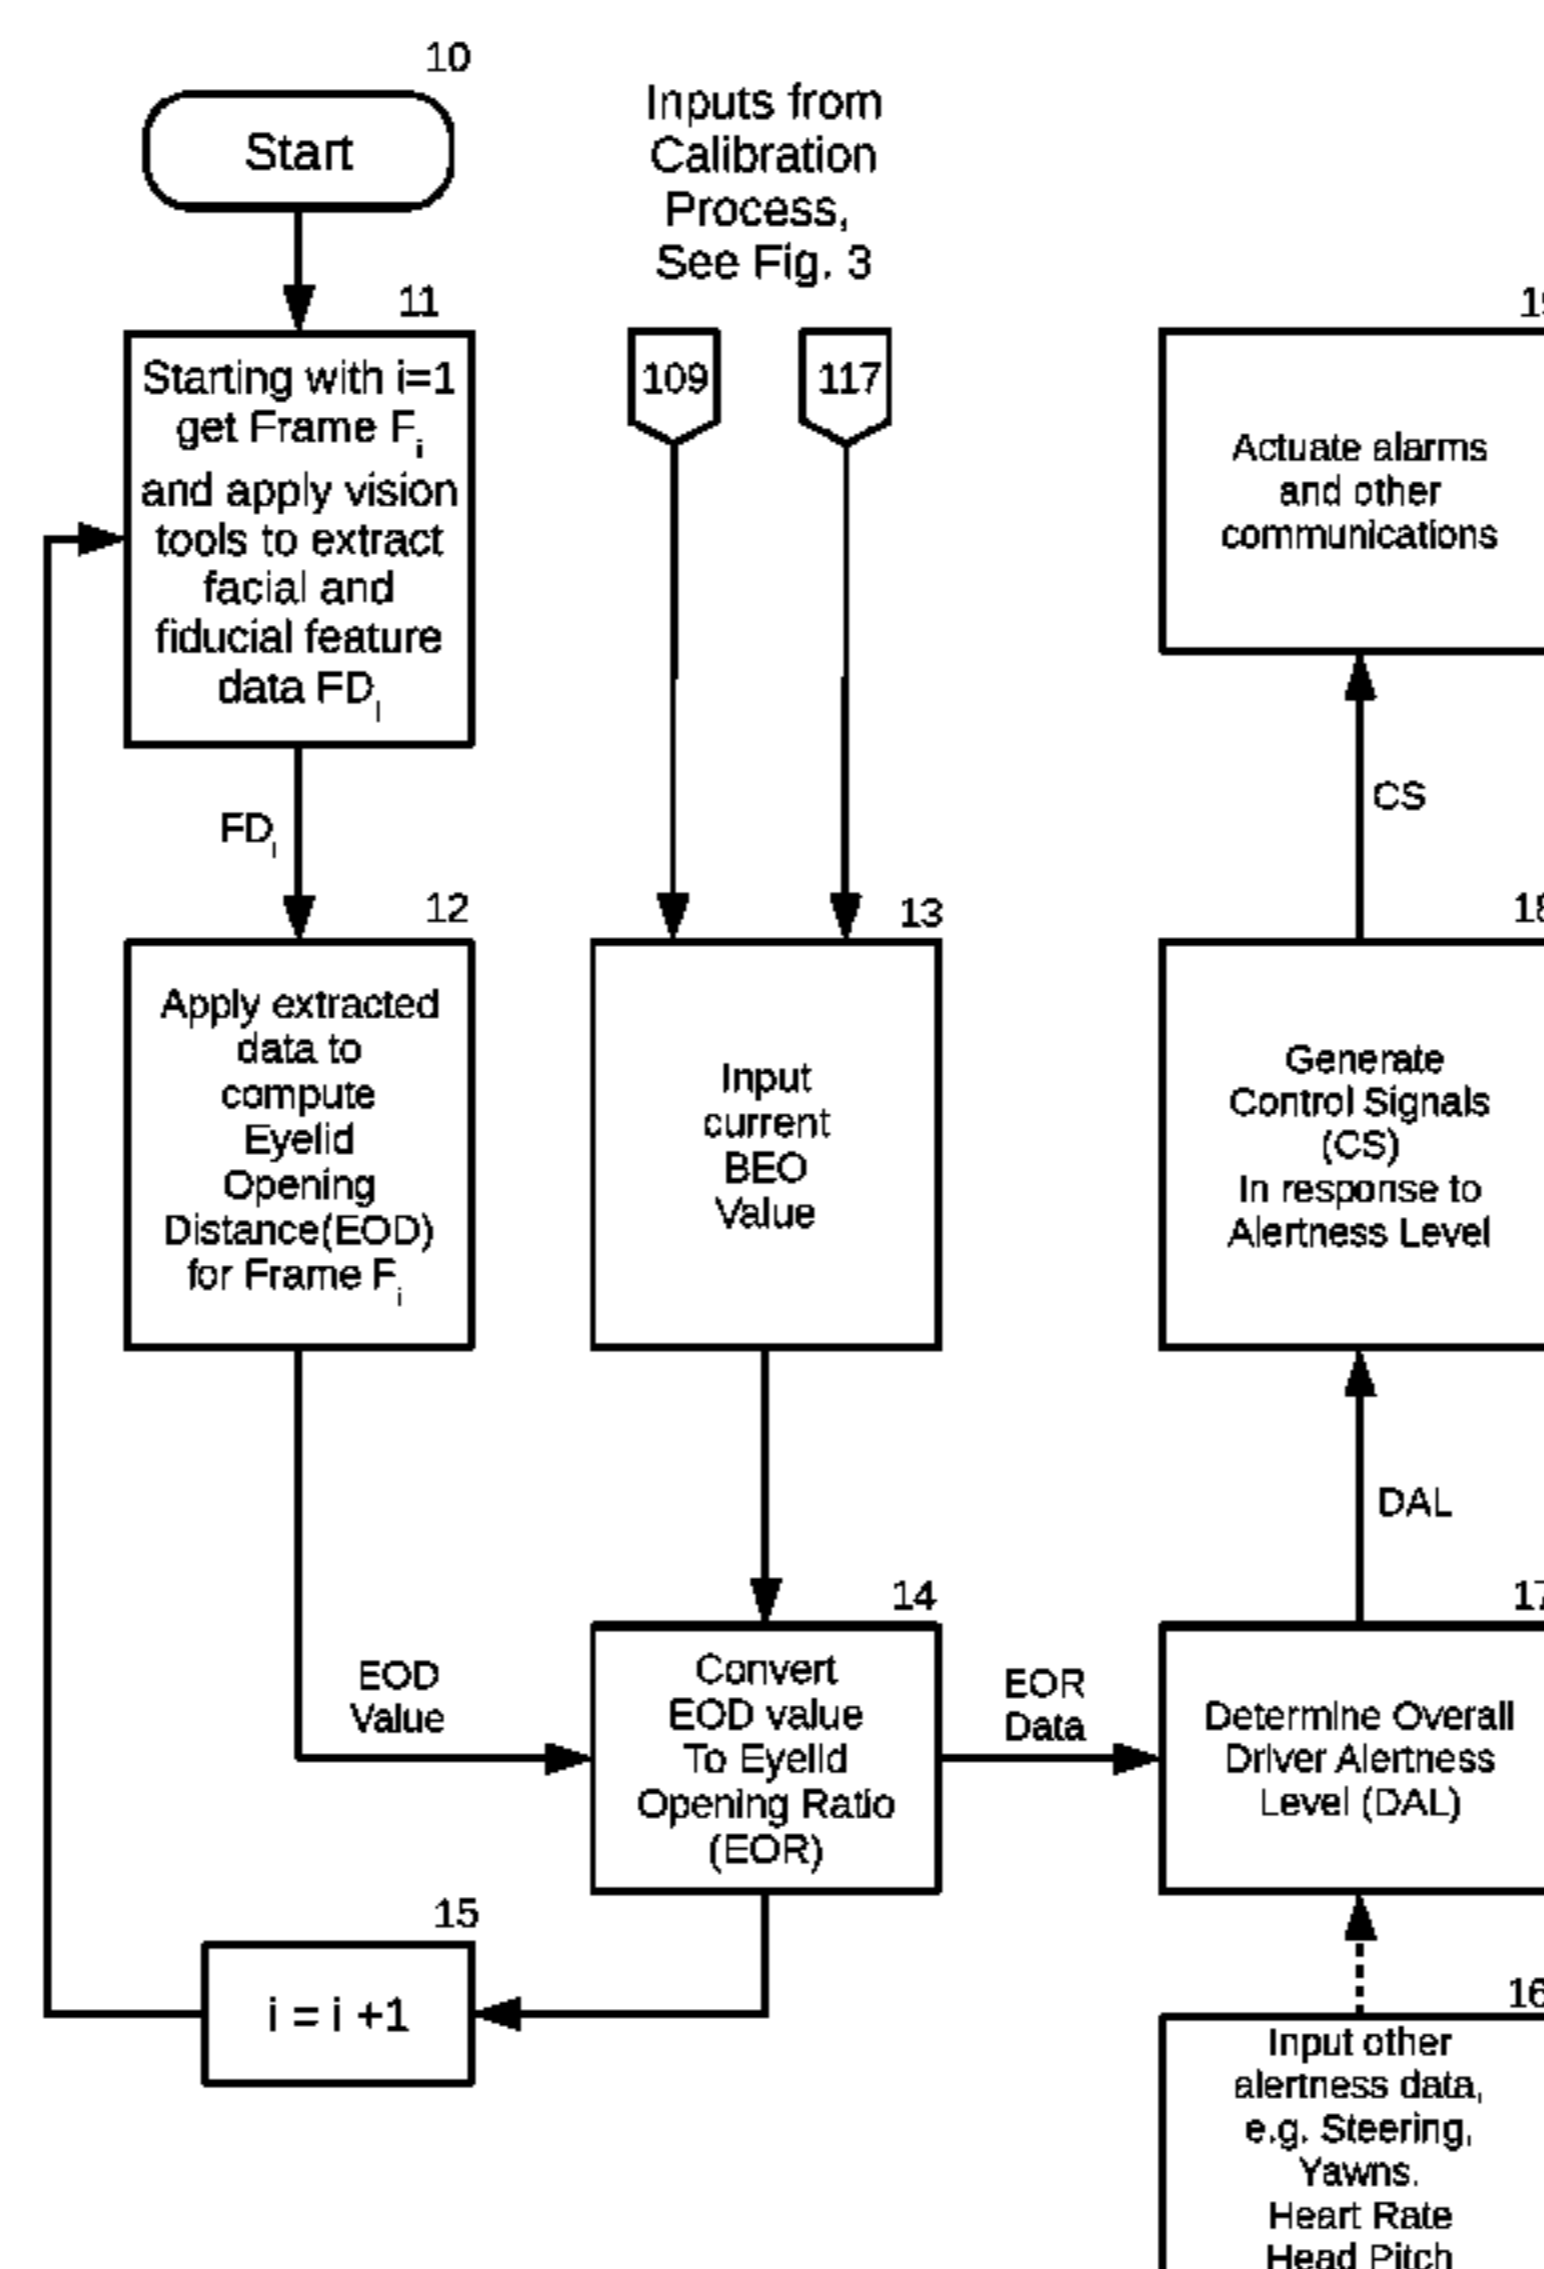 10
Start
11
Starting with i=1
get Frame Fi
and apply vision
tools to extract
facial and
fiducial feature
data FDi
FDi
12
Apply extracted
data to
compute
Eyelid
Opening
Distance(EOD)
for Frame Fi
EOD
Value
15
i = i +1
Inputs from
Calibration
Process,
See Fig. 3
109
117
13
Input
current
BEO
Value
14
Convert
EOD value
To Eyelid
Opening Ratio
(EOR)
EOR
Data
Actuate alarms
and other
communications
CS
18
Generate
Control Signals
(CS)
In response to
Alertness Level
DAL
17
Determine Overall
Driver Alertness
Level (DAL)
16
Input other
alertness data,
e.g. Steering,
Yawns.
Heart Rate
Head Pitch